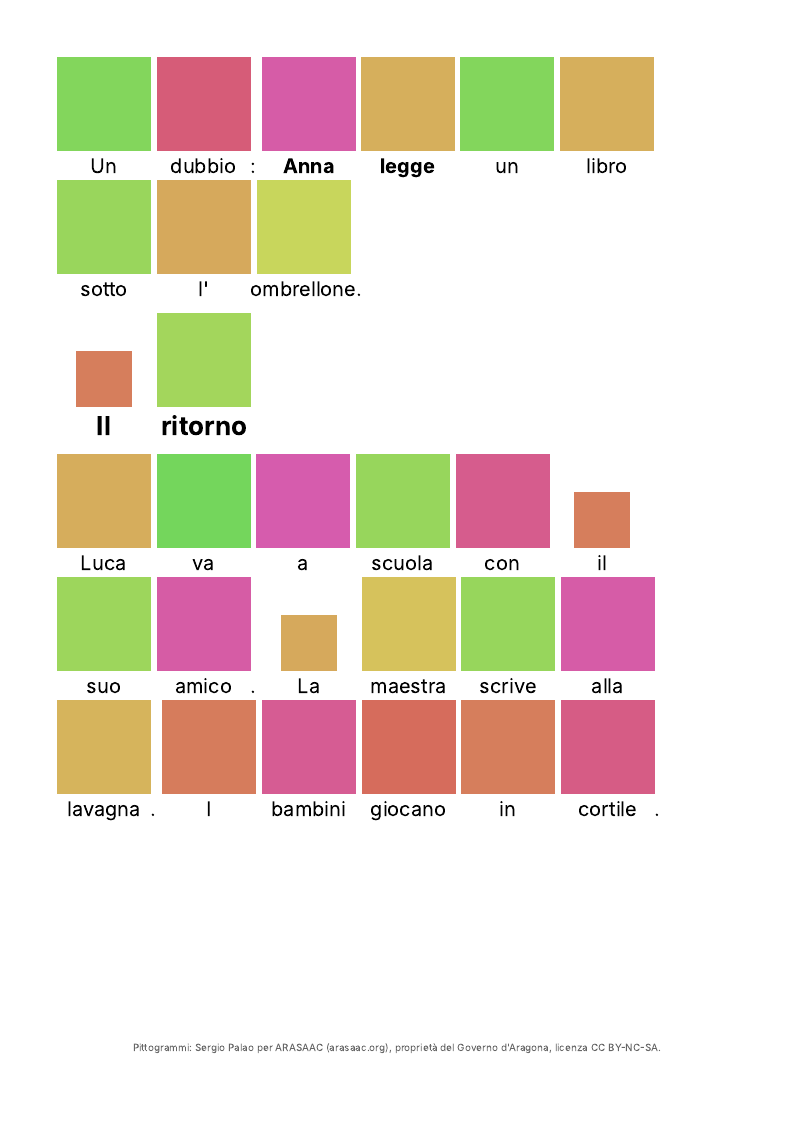 Un dubbio : Anna legge un libro
sotto l' ombrellone.
Il ritorno
Luca va a scuola con il
suo amico . La maestra scrive alla
lavagna . I bambini giocano in cortile .
Pittogrammi: Sergio Palao per ARASAAC (arasaac.org), proprietà del Governo d'Aragona, licenza CC BY-NC-SA.